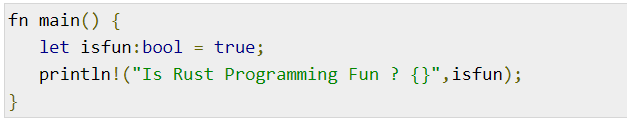 fn main() {
   let isfun:bool = true;
   println!("Is Rust Programming Fun ? {}",isfun);
}